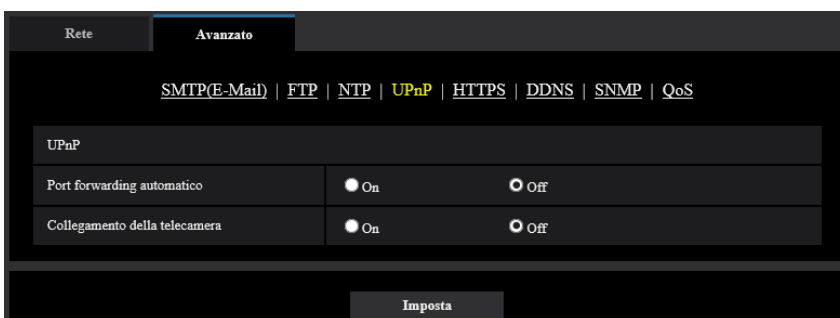 Rete Avanzato
SMTP(E-Mail) | FTP | NTP | UPnP | HTTPS | DDNS | SNMP | QoS
UPnP
Port forwarding automatico On Off
Collegamento della telecamera On Off
Imposta